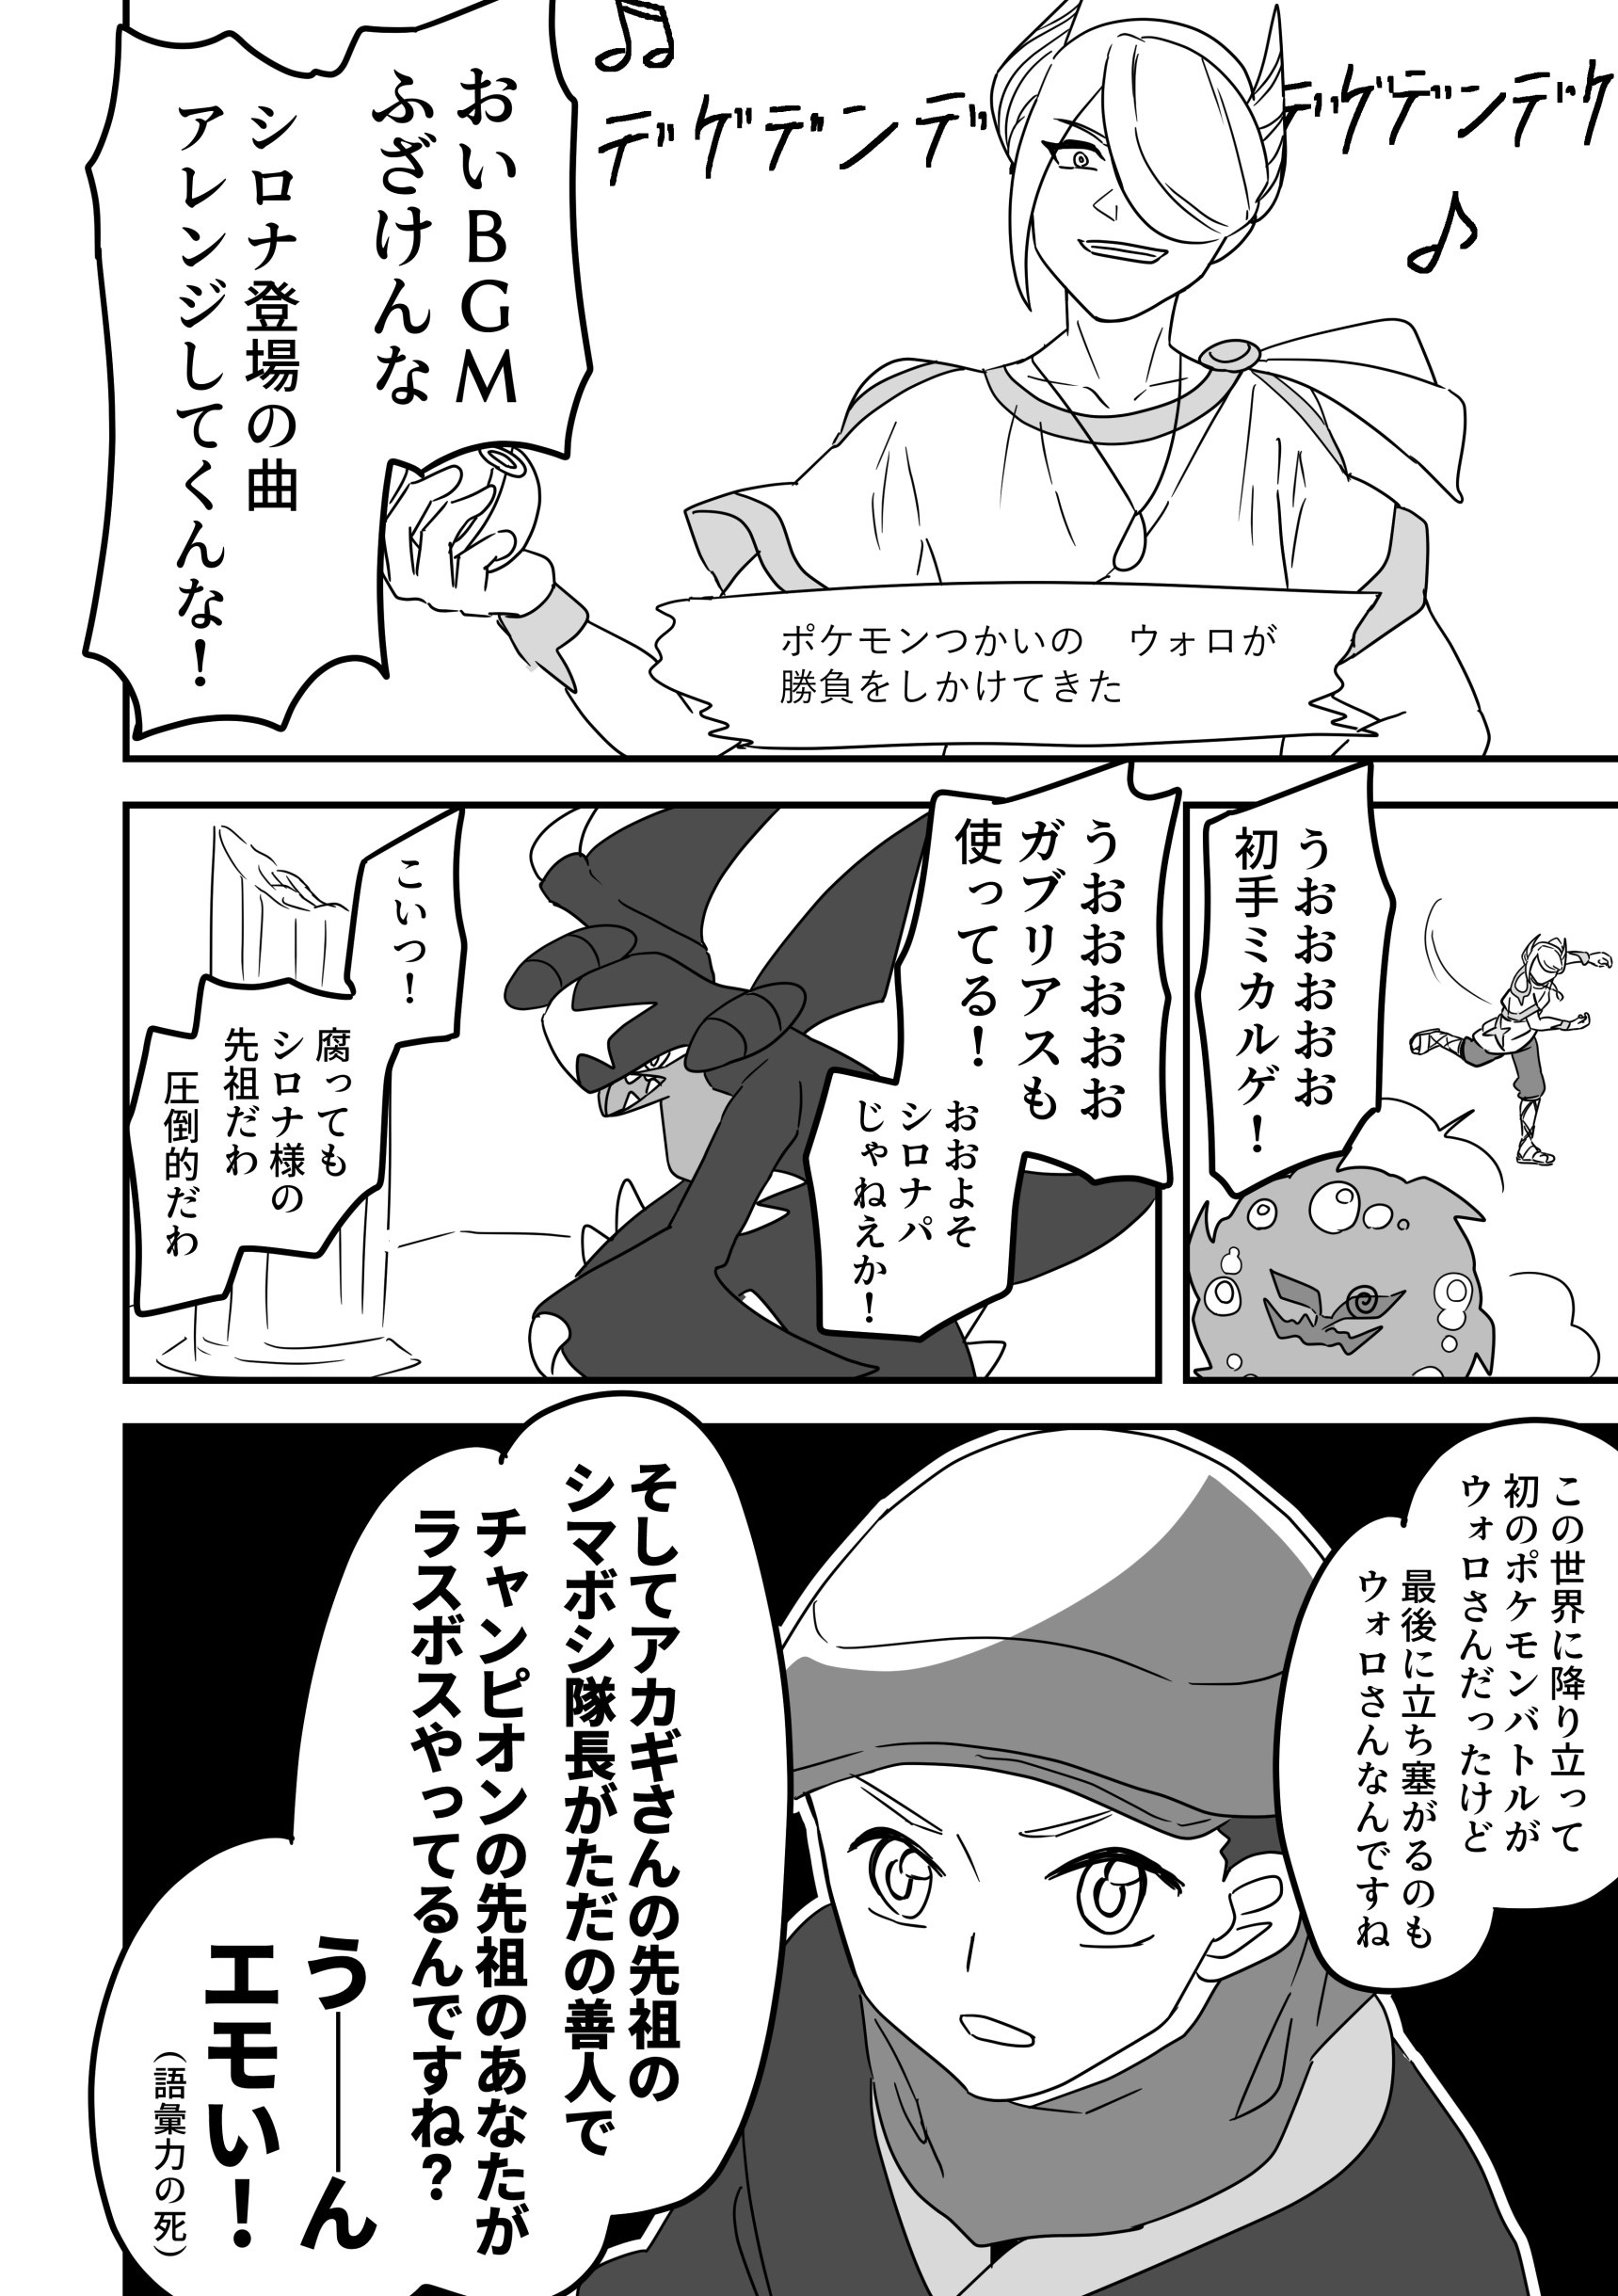 ♫
デケデンデケデケデンデケ
♪
おいBGM
ふざけんな
シロナ登場の曲
アレンジしてくんな！
ポケモンつかいの　ウォロが
勝負をしかけてきた
うおおおおお
初手ミカルゲ！
うおおおおお
ガブリアスも
使ってる！
おおよそ
シロナパ
じゃねえか！
こいつ！
腐っても
シロナ様の
先祖だわ
圧倒的だわ
この世界に降り立って
初のポケモンバトルが
ウォロさんだったけど
最後に立ち塞がるのも
ウォロさんなんですね
そしてアカギさんの先祖の
シマボシ隊長がただの善人で
チャンピオンの先祖のあなたが
ラスボスやってるんですね？
う──ん
エモい！
（語彙力の死）